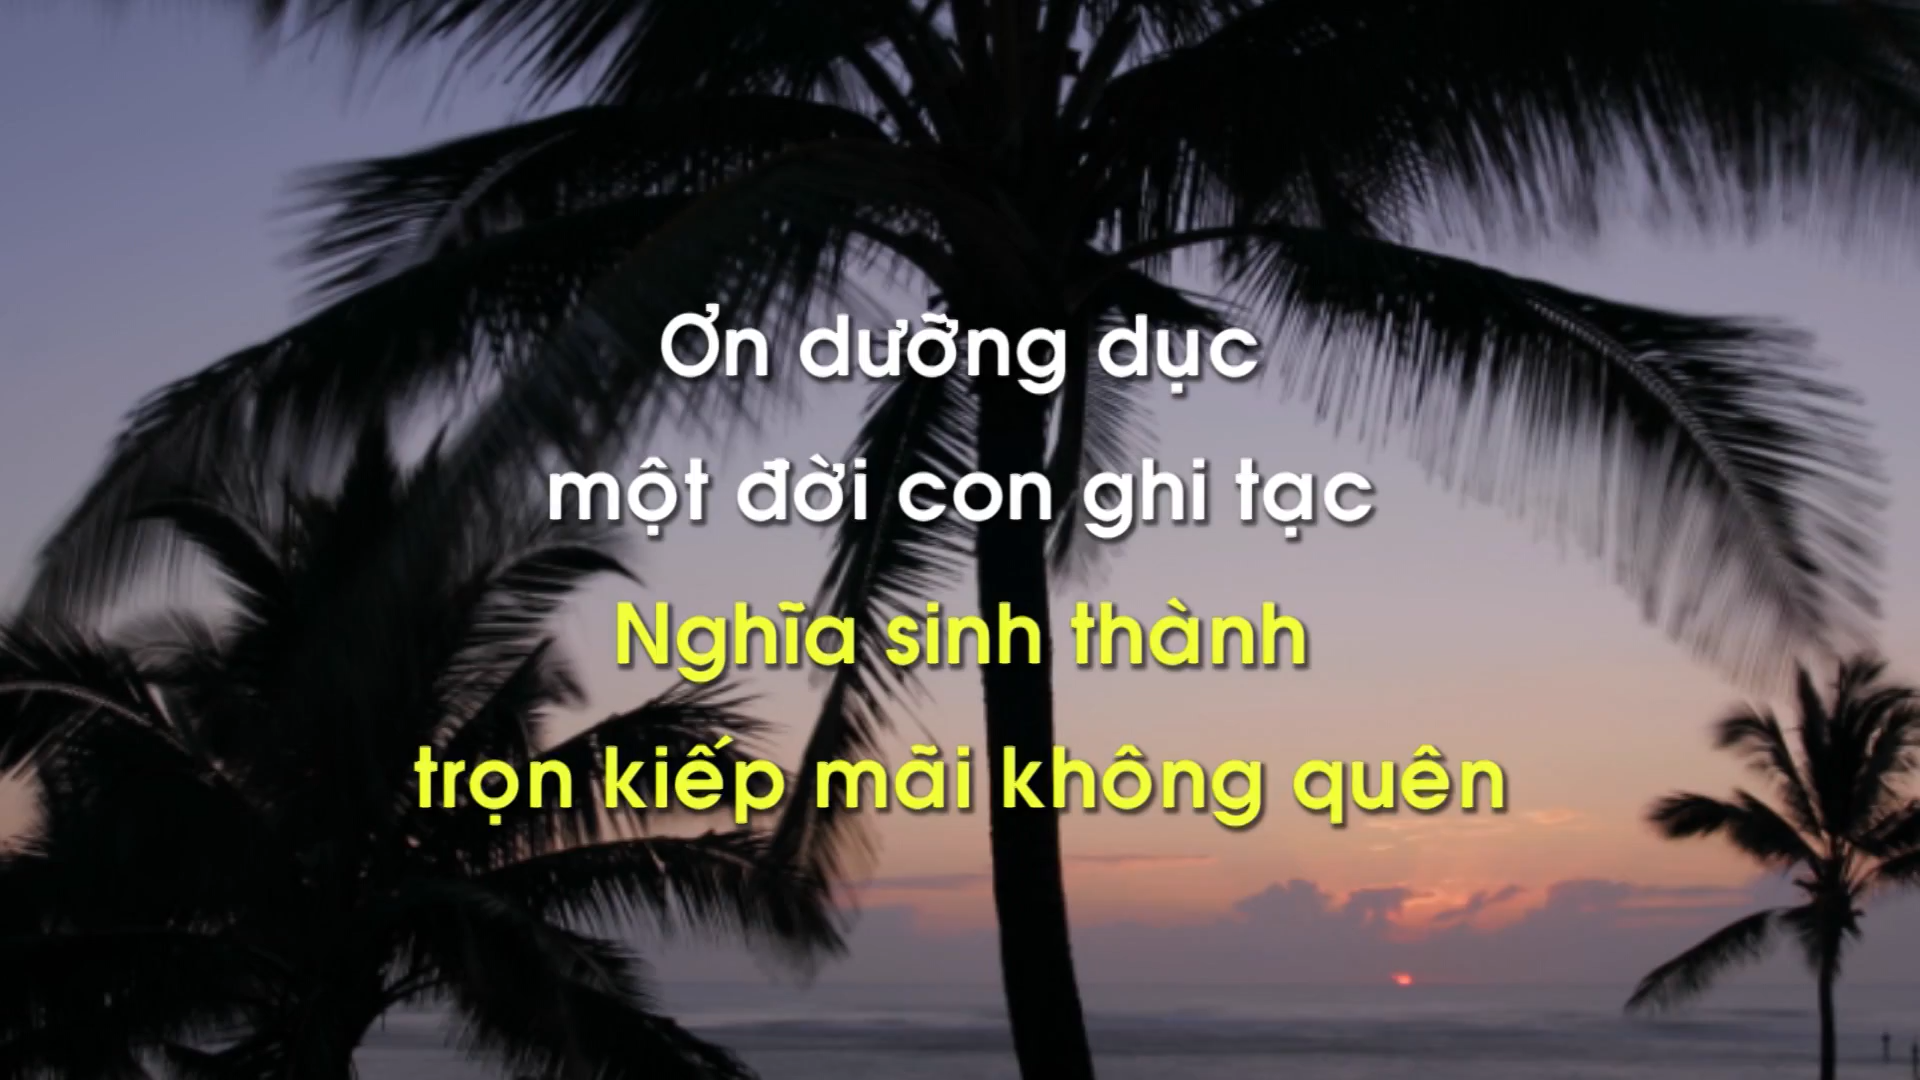 Ơn dưỡng dục
một đời con ghi tạc
Nghĩa sinh thành
trọn kiếp mãi không quên